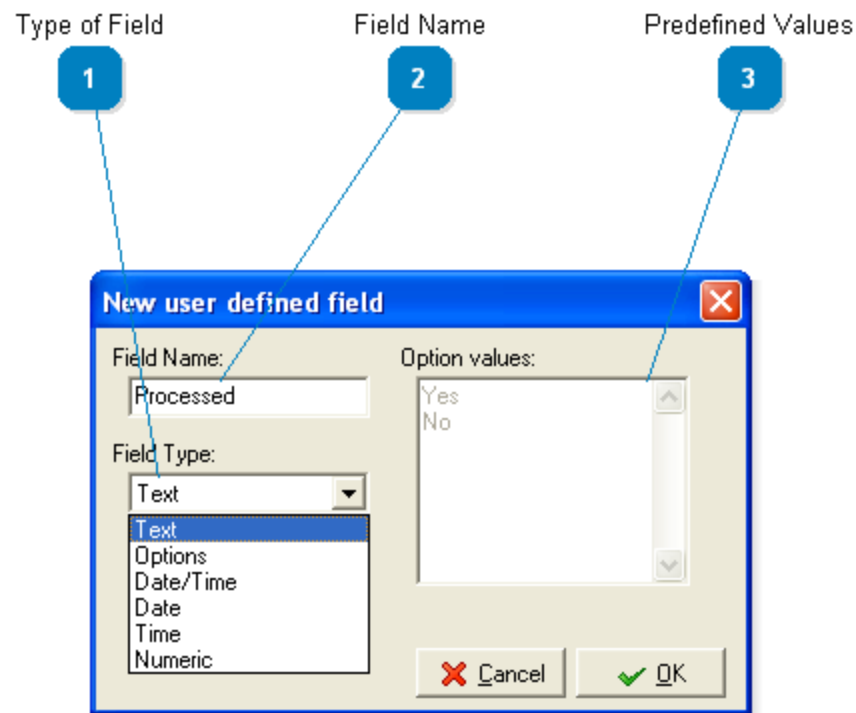 Type of Field
Field Name
Predefined Values
1
2
3
New user defined field
Field Name:
Option values:
Processed
Yes
No
Field Type:
Text
Text
Options
Date/Time
Date
Time
Numeric
Cancel
OK